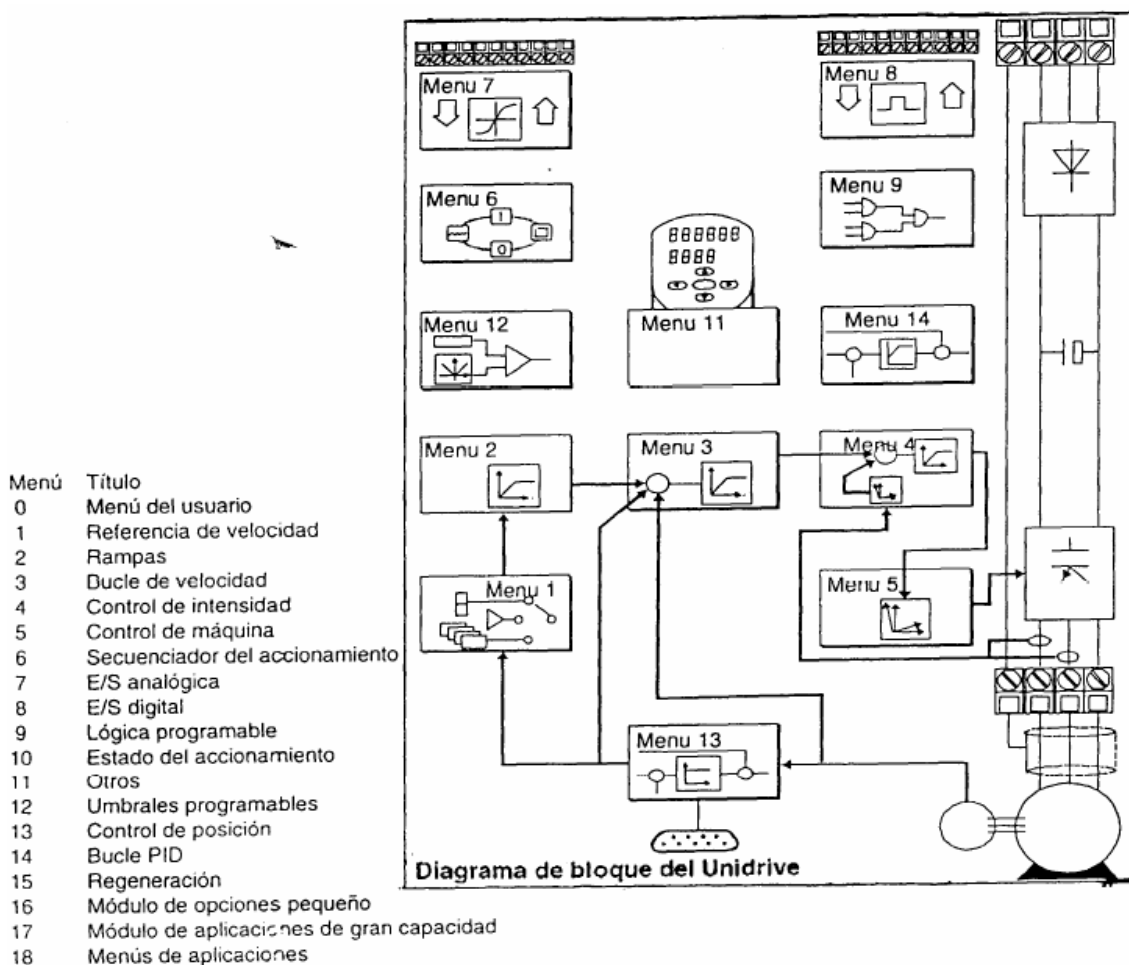 Menu 7
Menu 8
Menu 6
Menu 9
Menu 12
Menu 11
Menu 14
Menu 2
Menu 3
Menu 4
Menu 1
Menu 5
Menu 13
Diagrama de bloque del Unidrive
Menú Título
0 Menú del usuario
1 Referencia de velocidad
2 Rampas
3 Bucle de velocidad
4 Control de intensidad
5 Control de máquina
6 Secuenciador del accionamiento
7 E/S analógica
8 E/S digital
9 Lógica programable
10 Estado del accionamiento
11 Otros
12 Umbrales programables
13 Control de posición
14 Bucle PID
15 Regeneración
16 Módulo de opciones pequeño
17 Módulo de aplicaciones de gran capacidad
18 Menús de aplicaciones